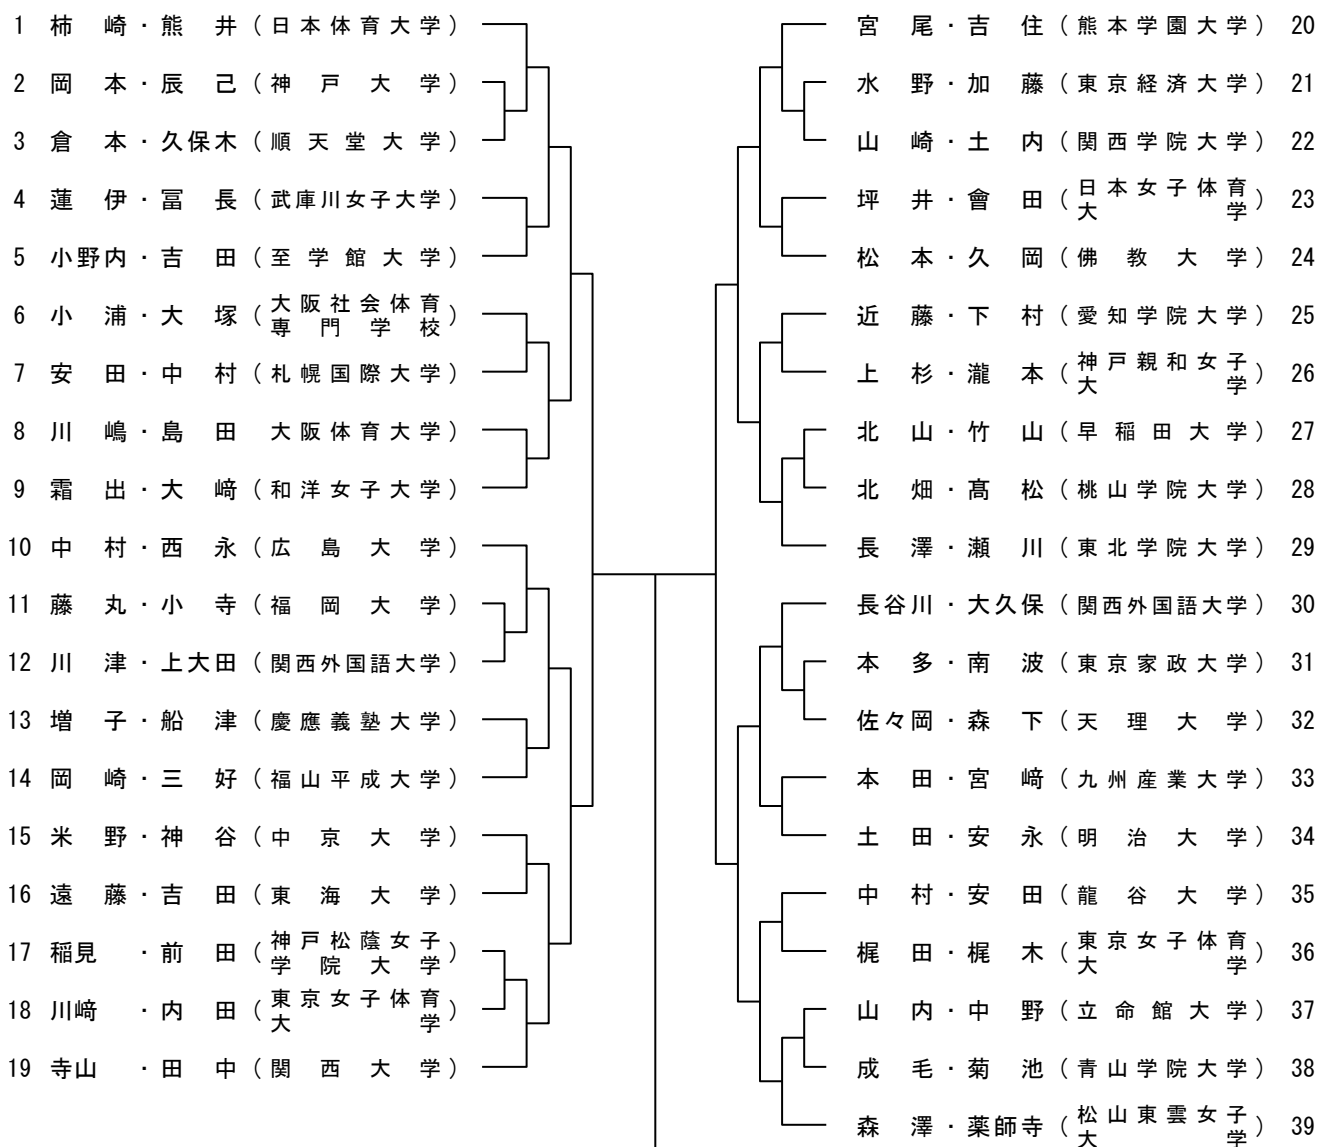 1 柿崎・熊井（日本体育大学）
2 岡本・辰己（神戸大学）
3 倉本・久保木（順天堂大学）
4 蓮伊・冨長（武庫川女子大学）
5 小野内・吉田（至学館大学）
6 小浦・大塚（大阪社会体育専門学校）
7 安田・中村（札幌国際大学）
8 川嶋・島田 大阪体育大学）
9 霜出・大﨑（和洋女子大学）
10 中村・西永（広島大学）
11 藤丸・小寺（福岡大学）
12 川津・上大田（関西外国語大学）
13 増子・船津（慶應義塾大学）
14 岡崎・三好（福山平成大学）
15 米野・神谷（中京大学）
16 遠藤・吉田（東海大学）
17 稲見・前田（神戸松蔭女子学院大学）
18 川﨑・内田（東京女子体育大学）
19 寺山・田中（関西大学）
宮尾・吉住（熊本学園大学） 20
水野・加藤（東京経済大学） 21
山崎・土内（関西学院大学） 22
坪井・會田（日本女子体育大学） 23
松本・久岡（佛教大学） 24
近藤・下村（愛知学院大学） 25
上杉・瀧本（神戸親和女子大学） 26
北山・竹山（早稲田大学） 27
北畑・髙松（桃山学院大学） 28
長澤・瀬川（東北学院大学） 29
長谷川・大久保（関西外国語大学） 30
本多・南波（東京家政大学） 31
佐々岡・森下（天理大学） 32
本田・宮﨑（九州産業大学） 33
土田・安永（明治大学） 34
中村・安田（龍谷大学） 35
梶田・梶木（東京女子体育大学） 36
山内・中野（立命館大学） 37
成毛・菊池（青山学院大学） 38
森澤・薬師寺（松山東雲女子大学） 39